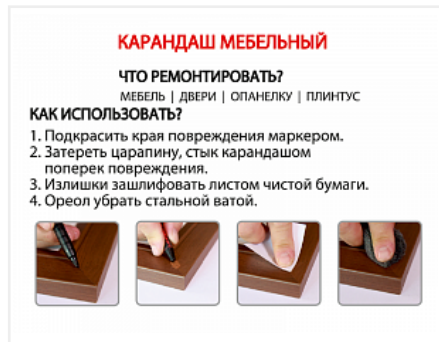 КАРАНДАШ МЕБЕЛЬНЫЙ
ЧТО РЕМОНТИРОВАТЬ?
МЕБЕЛЬ | ДВЕРИ | ОПАНЕЛКУ | ПЛИНТУС
КАК ИСПОЛЬЗОВАТЬ?
1. Подкрасить края повреждения маркером.
2. Затереть царапину, стык карандашом
поперек повреждения.
3. Излишки зашлифовать листом чистой бумаги.
4. Ореол убрать стальной ватой.